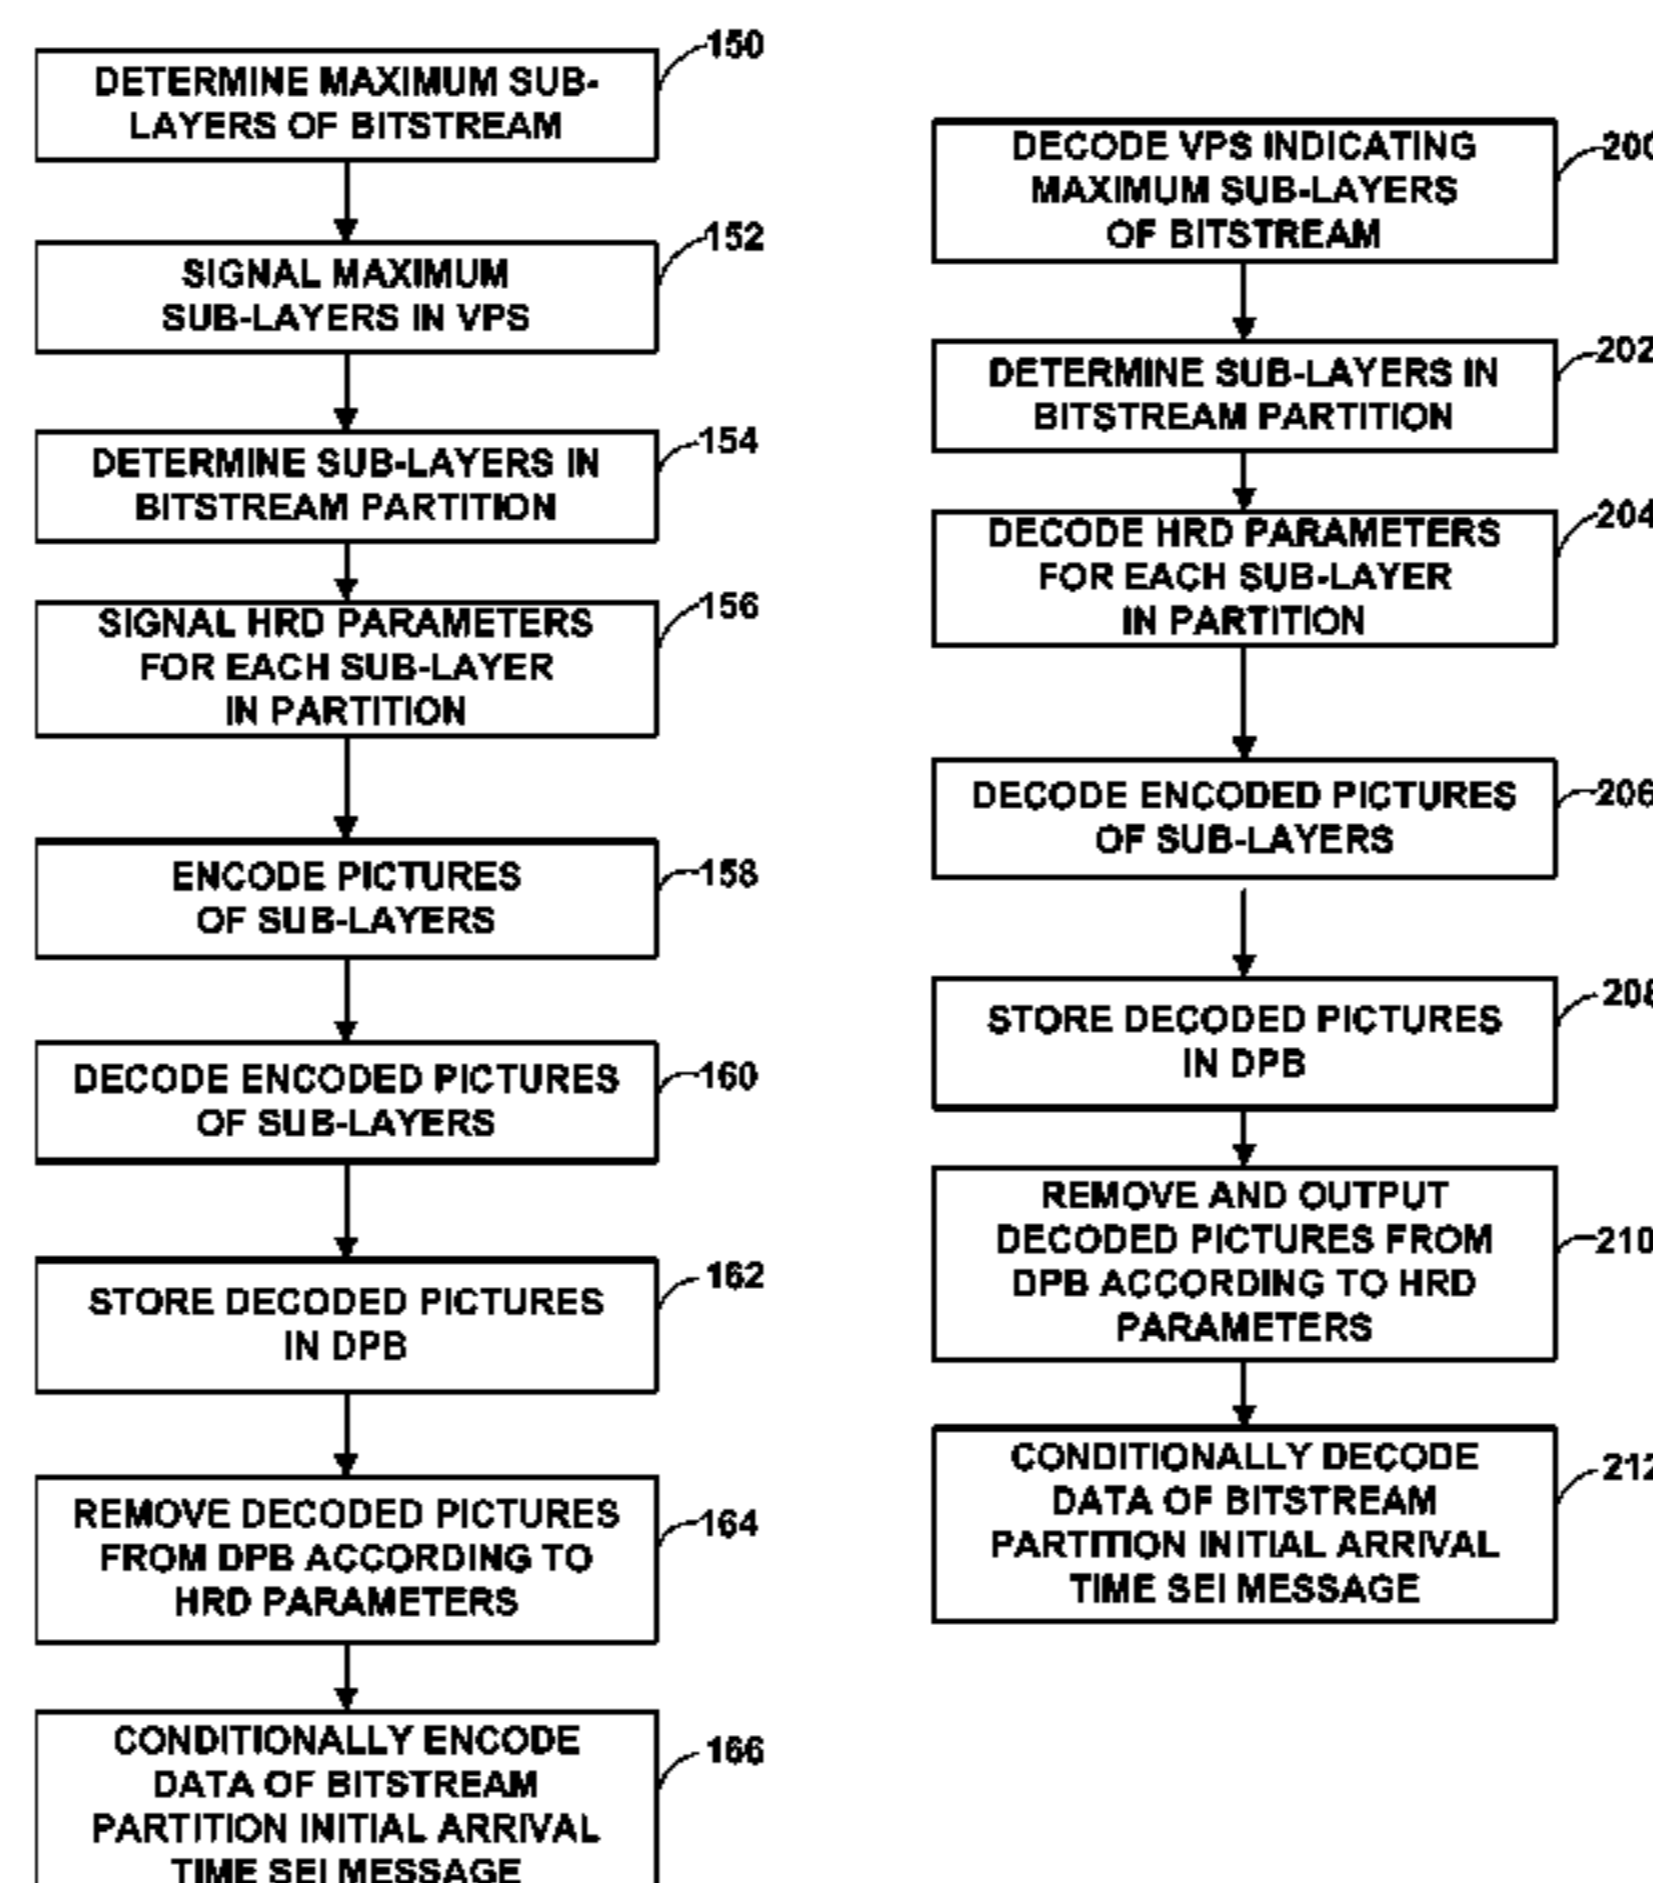 150
DETERMINE MAXIMUM SUB-
LAYERS OF BITSTREAM
152
SIGNAL MAXIMUM
SUB-LAYERS IN VPS
154
DETERMINE SUB-LAYERS IN
BITSTREAM PARTITION
156
SIGNAL HRD PARAMETERS
FOR EACH SUB-LAYER
IN PARTITION
158
ENCODE PICTURES
OF SUB-LAYERS
160
DECODE ENCODED PICTURES
OF SUB-LAYERS
162
STORE DECODED PICTURES
IN DPB
164
REMOVE DECODED PICTURES
FROM DPB ACCORDING TO
HRD PARAMETERS
166
CONDITIONALLY ENCODE
DATA OF BITSTREAM
PARTITION INITIAL ARRIVAL
TIME SEI MESSAGE
200
DECODE VPS INDICATING
MAXIMUM SUB-LAYERS
OF BITSTREAM
202
DETERMINE SUB-LAYERS IN
BITSTREAM PARTITION
204
DECODE HRD PARAMETERS
FOR EACH SUB-LAYER
IN PARTITION
206
DECODE ENCODED PICTURES
OF SUB-LAYERS
208
STORE DECODED PICTURES
IN DPB
210
REMOVE AND OUTPUT
DECODED PICTURES FROM
DPB ACCORDING TO HRD
PARAMETERS
212
CONDITIONALLY DECODE
DATA OF BITSTREAM
PARTITION INITIAL ARRIVAL
TIME SEI MESSAGE